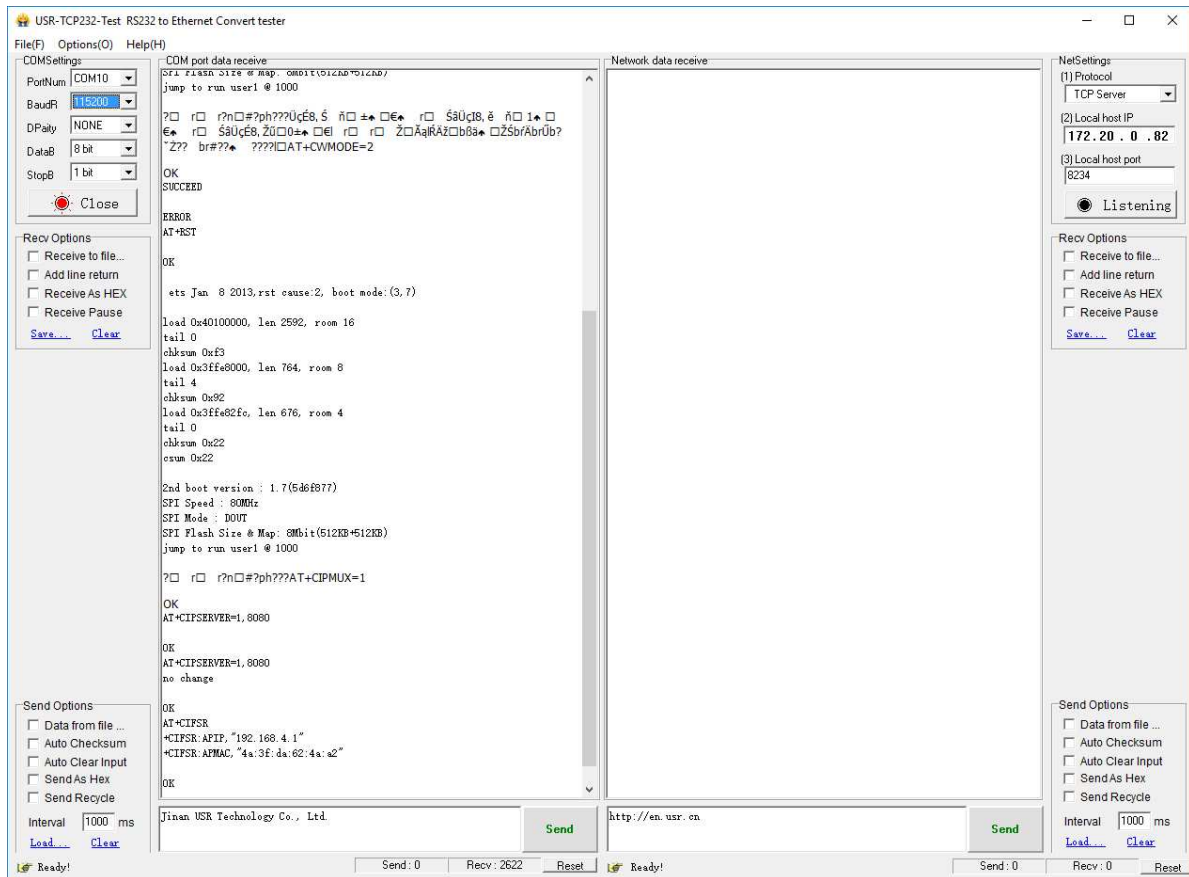 USR-TCP232-Test RS232 to Ethernet Convert tester
File(F) Options(O) Help(H)
COMSettings
PortNum COM10
BaudR 115200
DPaity NONE
DataB 8 bit
StopB 1 bit
Close
Recv Options
Receive to file...
Add line return
Receive As HEX
Receive Pause
Save... Clear
Send Options
Data from file ...
Auto Checksum
Auto Clear Input
Send As Hex
Send Recycle
Interval 1000 ms
Load... Clear
COM port data receive
SPI Flash Size & Map: 8Mbit(512KB+512KB)
jump to run user1 @ 1000
AT+CWMODE=2
OK
SUCCEED
ERROR
AT+RST
OK
ets Jan 8 2013,rst cause:2, boot mode:(3,7)
load 0x40100000, len 2592, room 16
tail 0
chksum 0xf3
load 0x3ffe8000, len 764, room 8
tail 4
chksum 0x92
load 0x3ffe82fc, len 676, room 4
tail 0
chksum 0x22
csum 0x22
2nd boot version : 1.7(5d6f877)
SPI Speed : 80MHz
SPI Mode : DOUT
SPI Flash Size & Map: 8Mbit(512KB+512KB)
jump to run user1 @ 1000
?□ r□ r?n□#?ph???AT+CIPMUX=1
OK
AT+CIPSERVER=1,8080
OK
AT+CIPSERVER=1,8080
no change
OK
AT+CIFSR
+CIFSR:APIP,"192.168.4.1"
+CIFSR:APMAC,"4a:3f:da:62:4a:a2"
OK
Jinan USR Technology Co., Ltd.
Send
Network data receive
http://en.usr.cn
Send
NetSettings
(1) Protocol
TCP Server
(2) Local host IP
172.20 . 0 .82
(3) Local host port
8234
Listening
Recv Options
Receive to file...
Add line return
Receive As HEX
Receive Pause
Save... Clear
Send Options
Data from file ...
Auto Checksum
Auto Clear Input
Send As Hex
Send Recycle
Interval 1000 ms
Load... Clear
Ready! Send : 0 Recv : 2622 Reset
Ready! Send : 0 Recv : 0 Reset